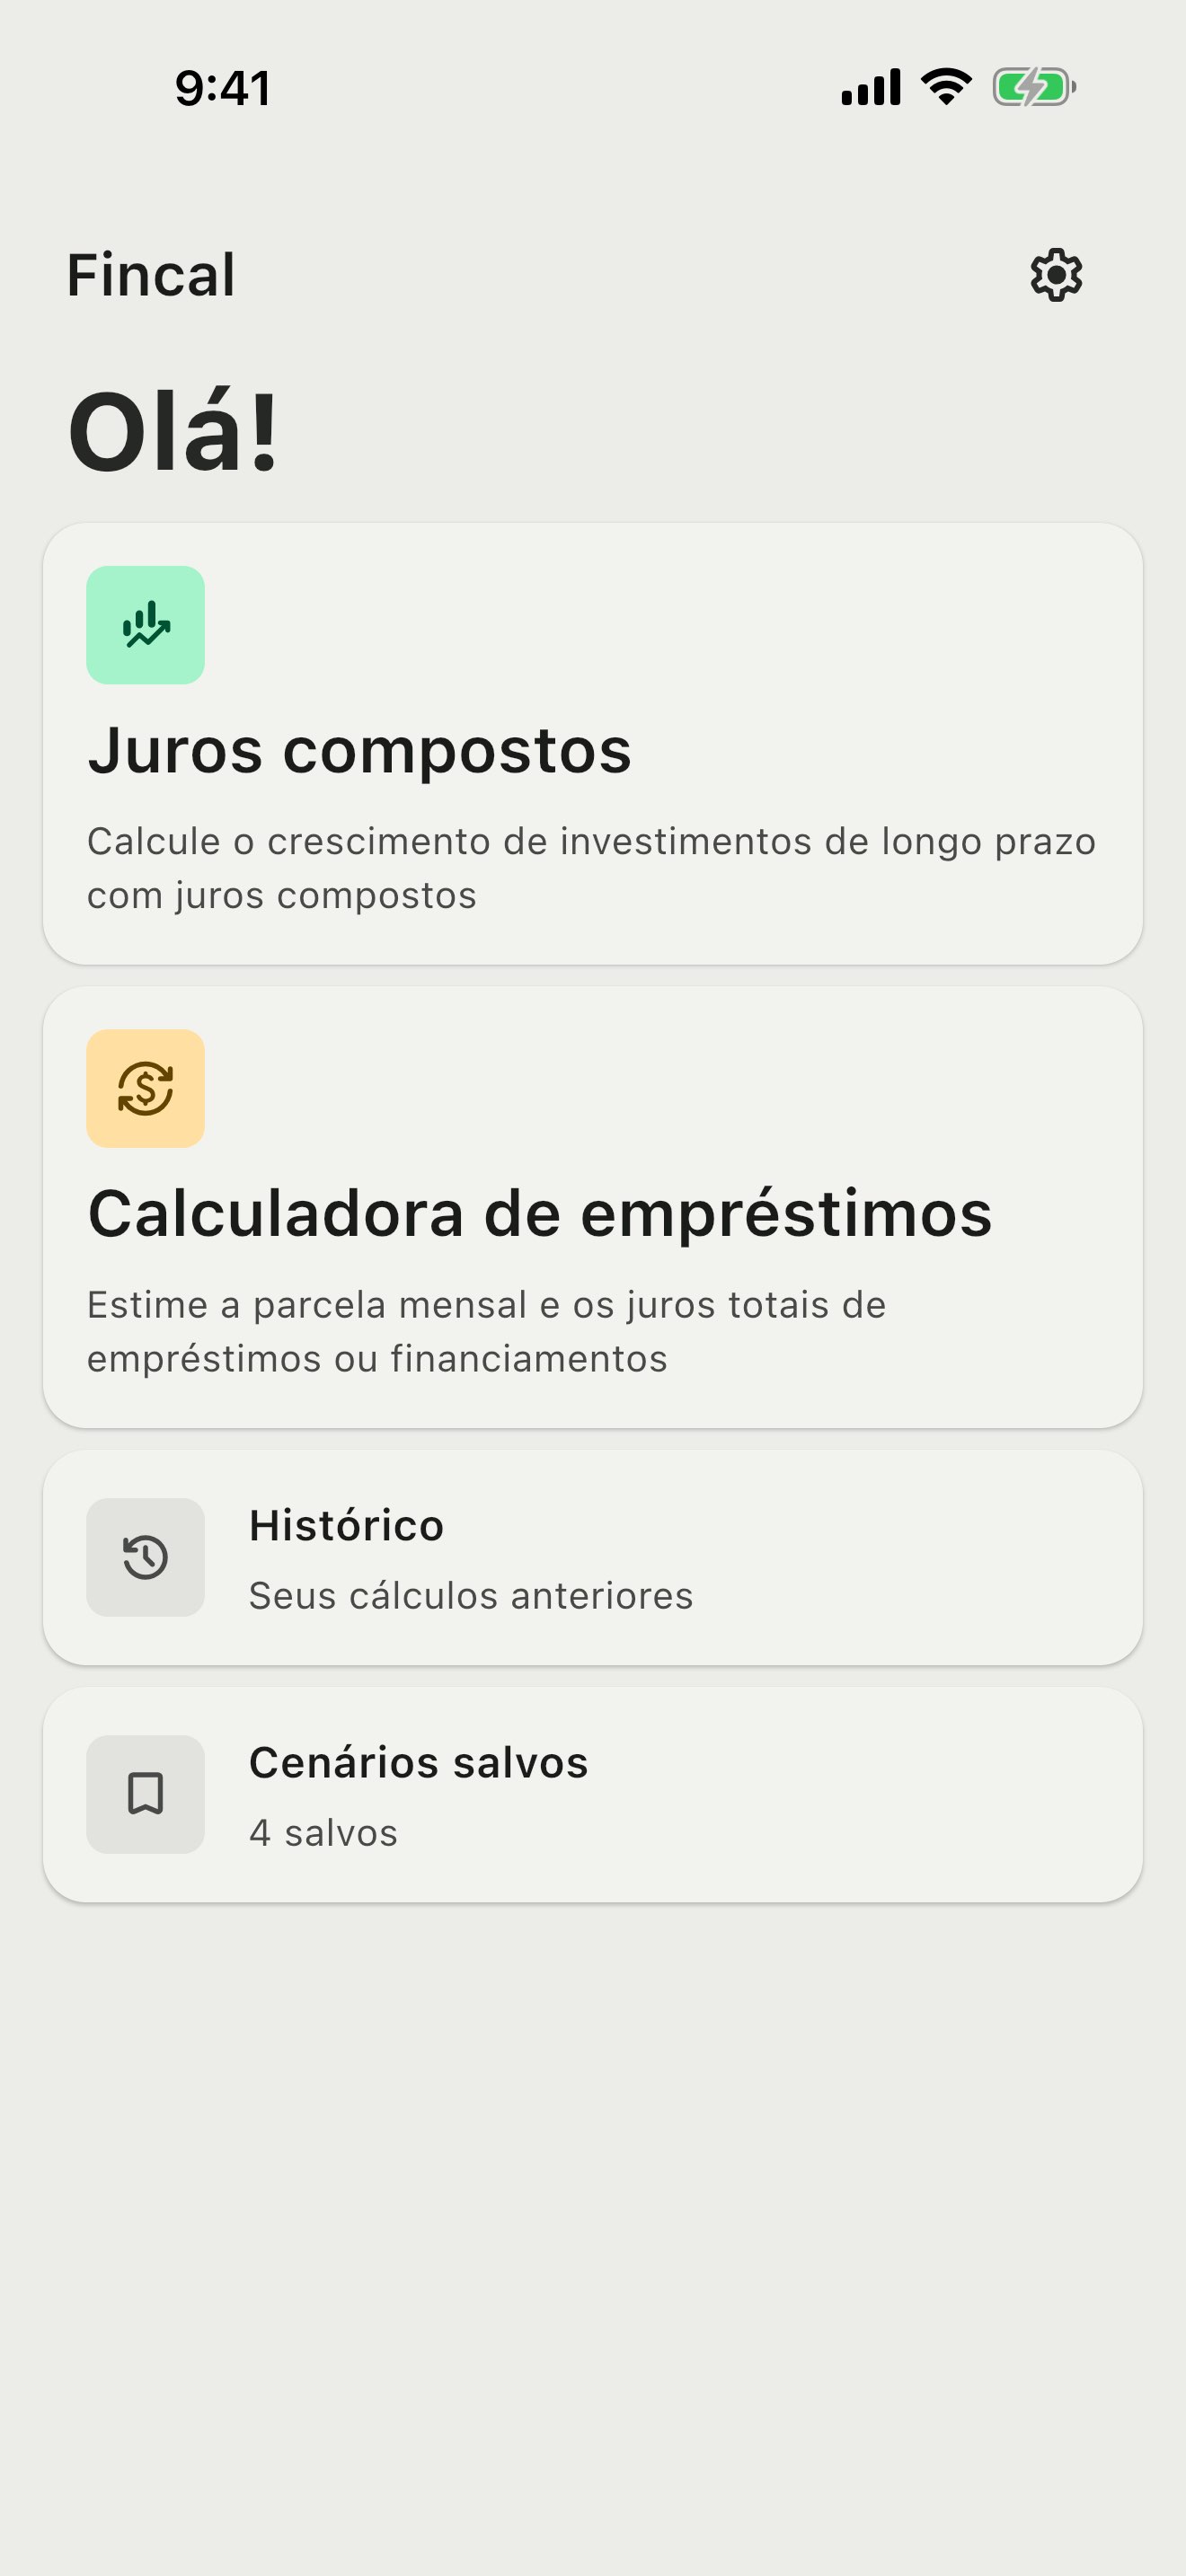 9:41
Fincal
Olá!
Juros compostos
Calcule o crescimento de investimentos de longo prazo
com juros compostos
Calculadora de empréstimos
Estime a parcela mensal e os juros totais de
empréstimos ou financiamentos
Histórico
Seus cálculos anteriores
Cenários salvos
4 salvos